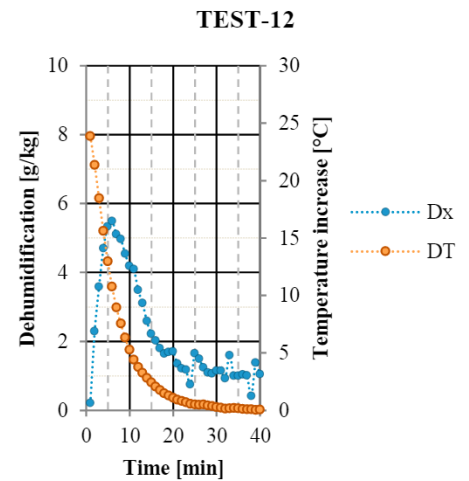 TEST-12
10
8
6
4
2
0
Dehumidification [g/kg]
30
25
20
15
10
5
0
Temperature increase [°C]
0 10 20 30 40
Time [min]
Dx
DT